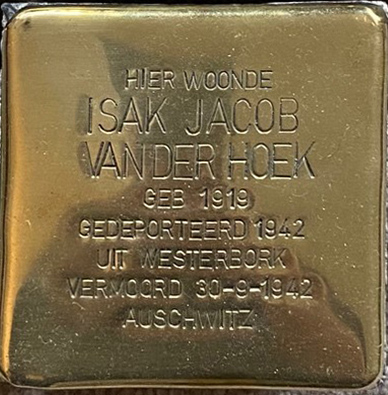 HIER WOONDE
ISAK JACOB
VAN DER HOEK
GEB 1919
GEDEPORTEERD 1942
UIT WESTERBORK
VERMOORD 30-9-1942
AUSCHWITZ